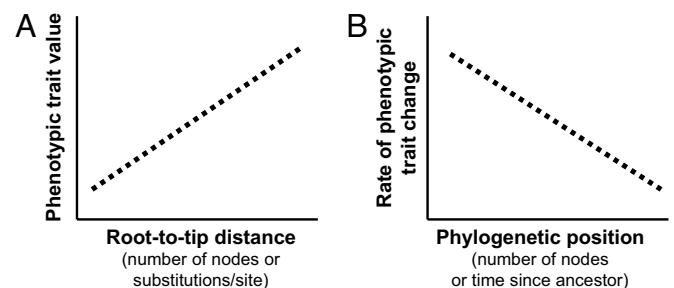 A
Phenotypic trait value
Root-to-tip distance
(number of nodes or
substitutions/site)
B
Rate of phenotypic
trait change
Phylogenetic position
(number of nodes
or time since ancestor)